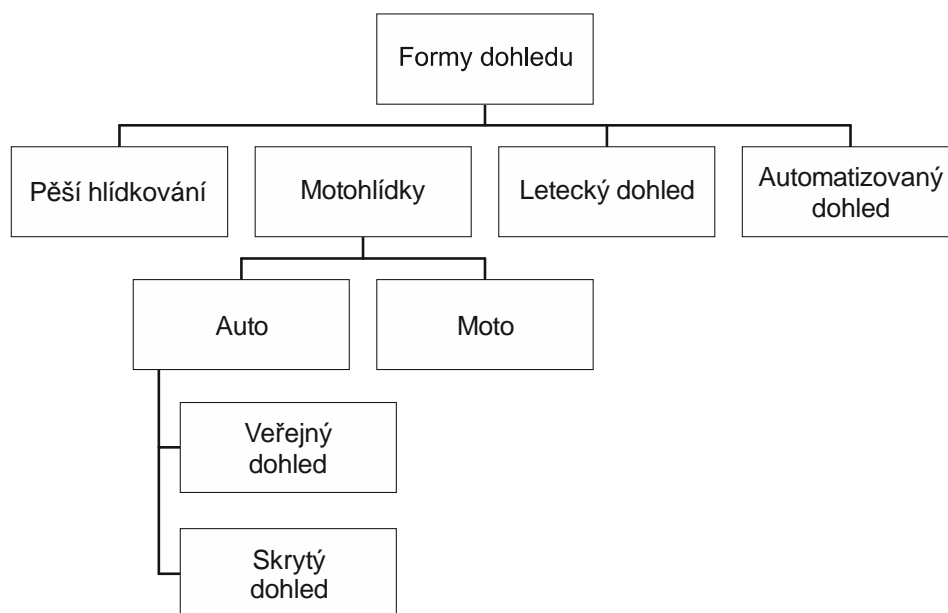 Formy dohledu
Pěší hlídkování
Motohlídky
Letecký dohled
Automatizovaný
dohled
Auto
Moto
Veřejný
dohled
Skrytý
dohled